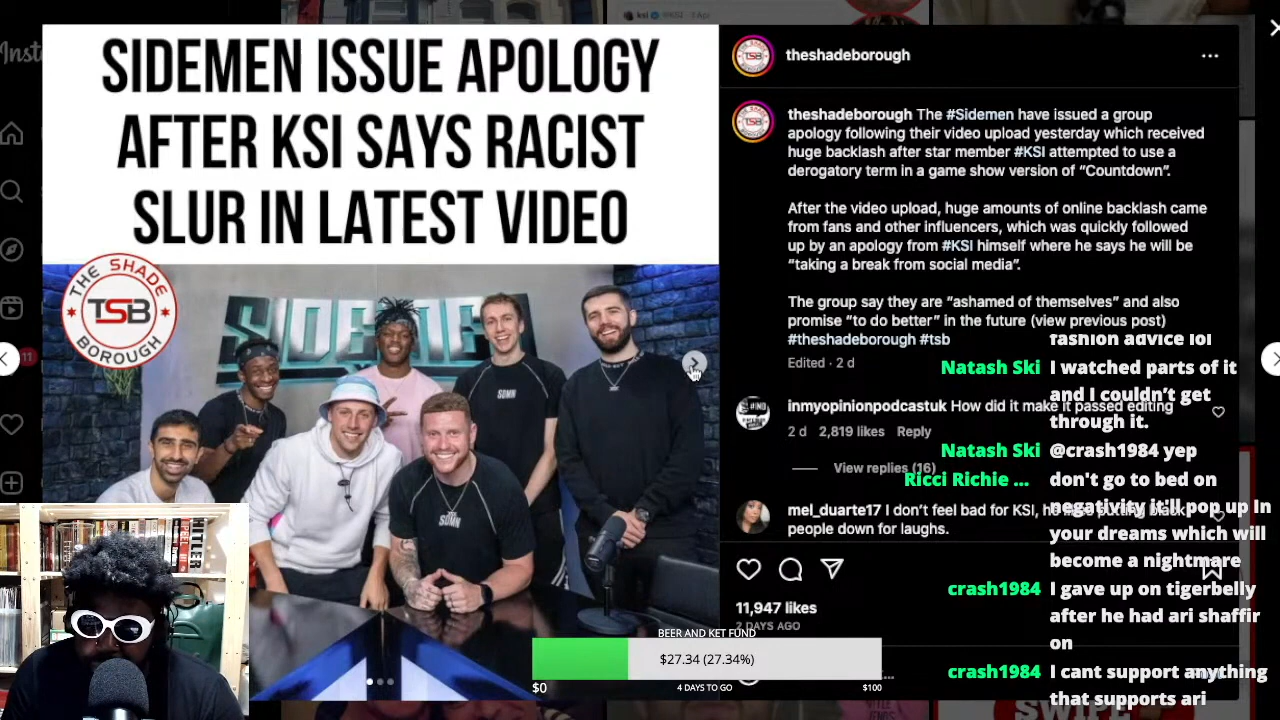 SIDEMEN ISSUE APOLOGY
AFTER KSI SAYS RACIST
SLUR IN LATEST VIDEO
THE SHADE
TSB
BOROUGH
SDMN
SDMN
theshadeborough
theshadeborough The #Sidemen have issued a group
apology following their video upload yesterday which received
huge backlash after star member #KSI attempted to use a
derogatory term in a game show version of “Countdown”.
After the video upload, huge amounts of online backlash came
from fans and other influencers, which was quickly followed
up by an apology from #KSI himself where he says he will be
“taking a break from social media”.
The group say they are “ashamed of themselves” and also
promise “to do better” in the future (view previous post)
#theshadeborough #tsb
Edited · 2 d
inmyopinionpodcastuk How did it make it passed editing
2 d 2,819 likes Reply
View replies (16)
mel_duarte17 I don’t feel bad for KSI,
people down for laughs.
11,947 likes
2 DAYS AGO
fashion advice lol
Natash Ski I watched parts of it
and I couldn’t get
through it.
Natash Ski @crash1984 yep
Ricci Richie ... don't go to bed on
negativity it'll pop up In
your dreams which will
become a nightmare
crash1984 I gave up on tigerbelly
after he had ari shaffir
on
crash1984 I cant support anything
that supports ari
BEER AND KET FUND
$27.34 (27.34%)
$0 4 DAYS TO GO $100
11
HITLER